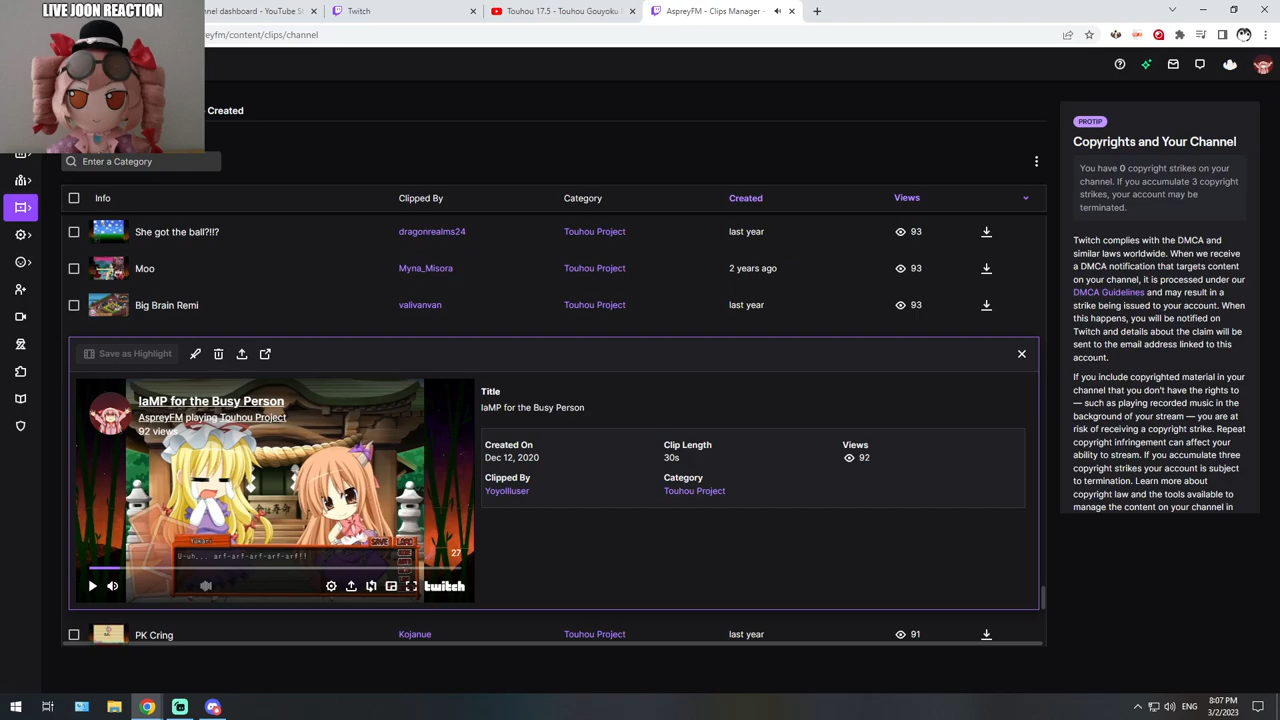 LIVE JOON REACTION
nnel dashboard - YouTube St
Twitch
Touhou 17.5 - Touhou Gouyoku I
AspreyFM - Clips Manager -
eyfm/content/clips/channel
Created
Enter a Category
Info
Clipped By
Category
Created
Views
She got the ball?!!?
dragonrealms24
Touhou Project
last year
93
Moo
Myna_Misora
Touhou Project
2 years ago
93
Big Brain Remi
valivanvan
Touhou Project
last year
93
Save as Highlight
IaMP for the Busy Person
AspreyFM playing Touhou Project
92 views
Yukari
SAVE
LOAD
U-uh... arf-arf-arf-arf-arf!!
27
twitch
Title
IaMP for the Busy Person
Created On
Dec 12, 2020
Clip Length
30s
Views
92
Clipped By
YoyoIlluser
Category
Touhou Project
PK Cring
Kojanue
Touhou Project
last year
91
PROTIP
Copyrights and Your Channel
You have 0 copyright strikes on
your channel. If you accumulate 3 copyright
strikes, your account may be
terminated.
Twitch complies with the DMCA and
similar laws worldwide. When we receive
a DMCA notification that targets content
on your channel, it is processed under our
DMCA Guidelines and may result in a
strike being issued to your account. When
this happens, you will be notified on
Twitch and details about the claim will be
sent to the email address linked to this
account.
If you include copyrighted material in your
channel that you don't have the rights to
— such as playing recorded music in the
background of your stream — you are at
risk of receiving a copyright strike. Repeat
copyright infringement can affect your
ability to stream. If you accumulate three
copyright strikes your account is subject
to termination. Learn more about
copyright law and the tools available to
manage the content on your channel in
ENG
8:07 PM
3/2/2023